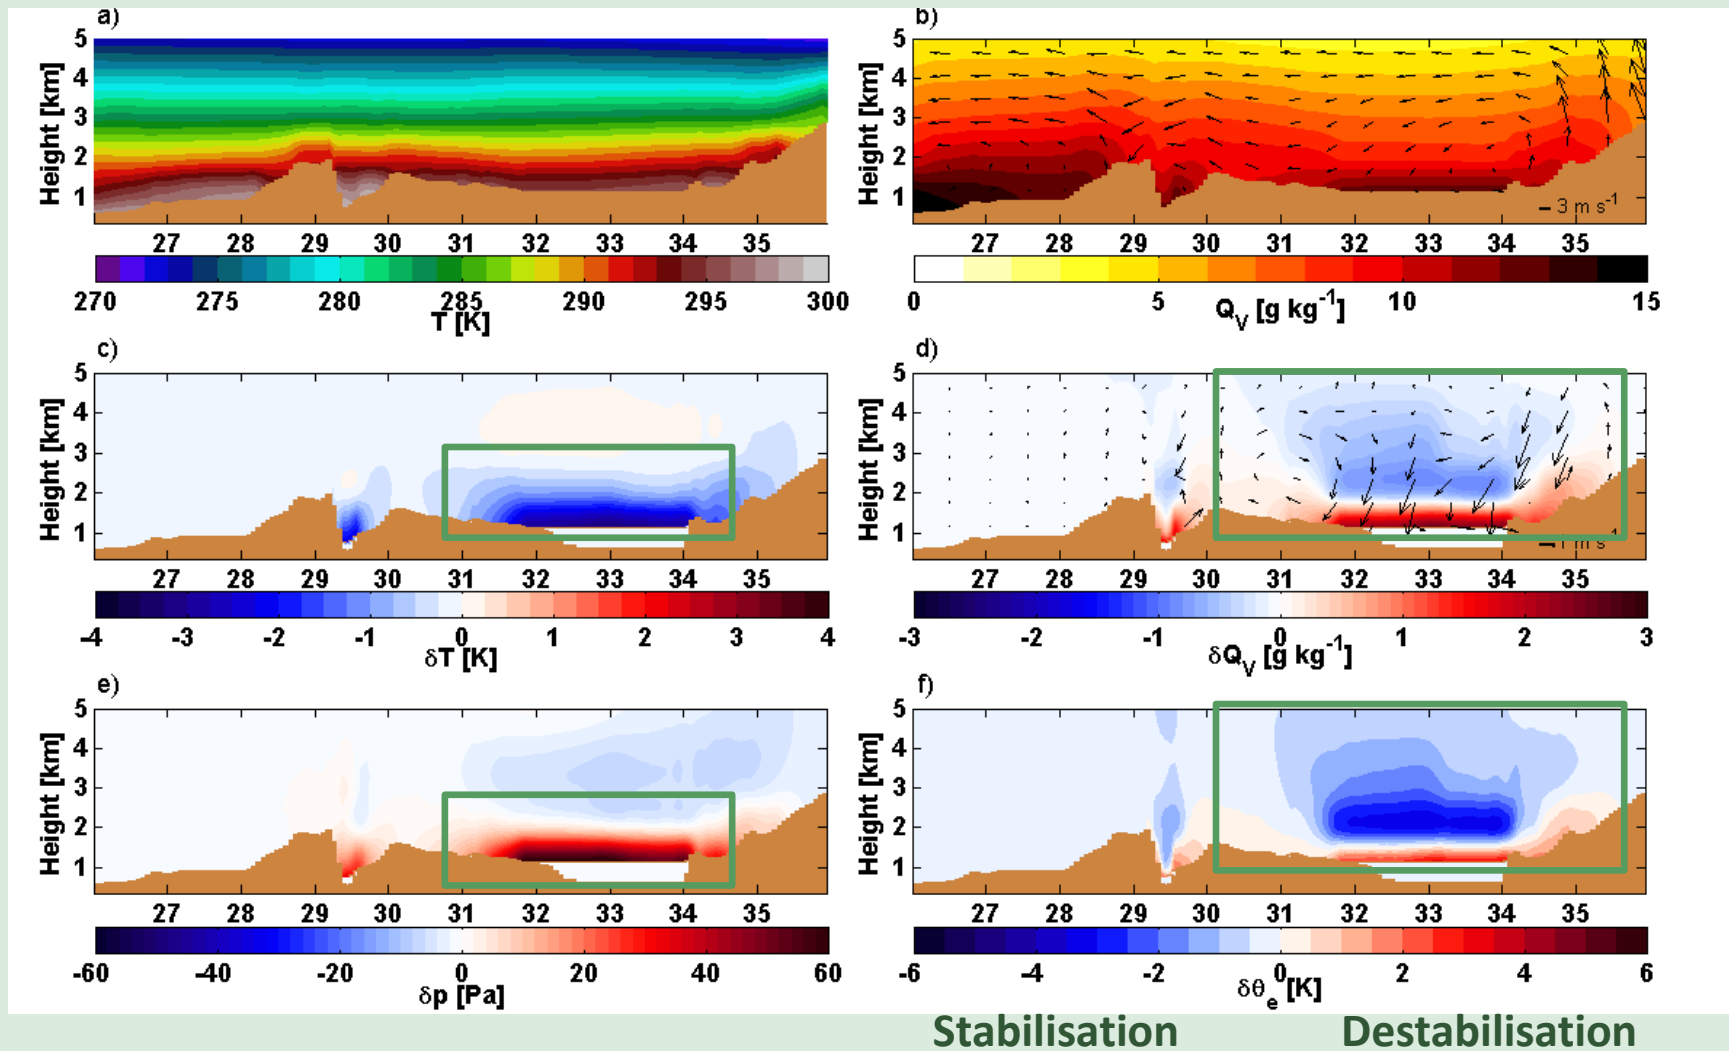 a)
b)
Height [km]
5
4
3
2
1
27 28 29 30 31 32 33 34 35
270 275 280 285 290 295 300
T [K]
Height [km]
5
4
3
2
1
3 m s⁻¹
27 28 29 30 31 32 33 34 35
0 5 10 15
Q_V [g kg⁻¹]
c)
d)
Height [km]
5
4
3
2
1
27 28 29 30 31 32 33 34 35
-4 -3 -2 -1 0 1 2 3 4
δT [K]
Height [km]
5
4
3
2
1
m s⁻¹
27 28 29 30 31 32 33 34 35
-3 -2 -1 0 1 2 3
δQ_V [g kg⁻¹]
e)
f)
Height [km]
5
4
3
2
1
27 28 29 30 31 32 33 34 35
-60 -40 -20 0 20 40 60
δp [Pa]
Height [km]
5
4
3
2
1
27 28 29 30 31 32 33 34 35
-6 -4 -2 0 2 4 6
δθ_e [K]
Stabilisation Destabilisation